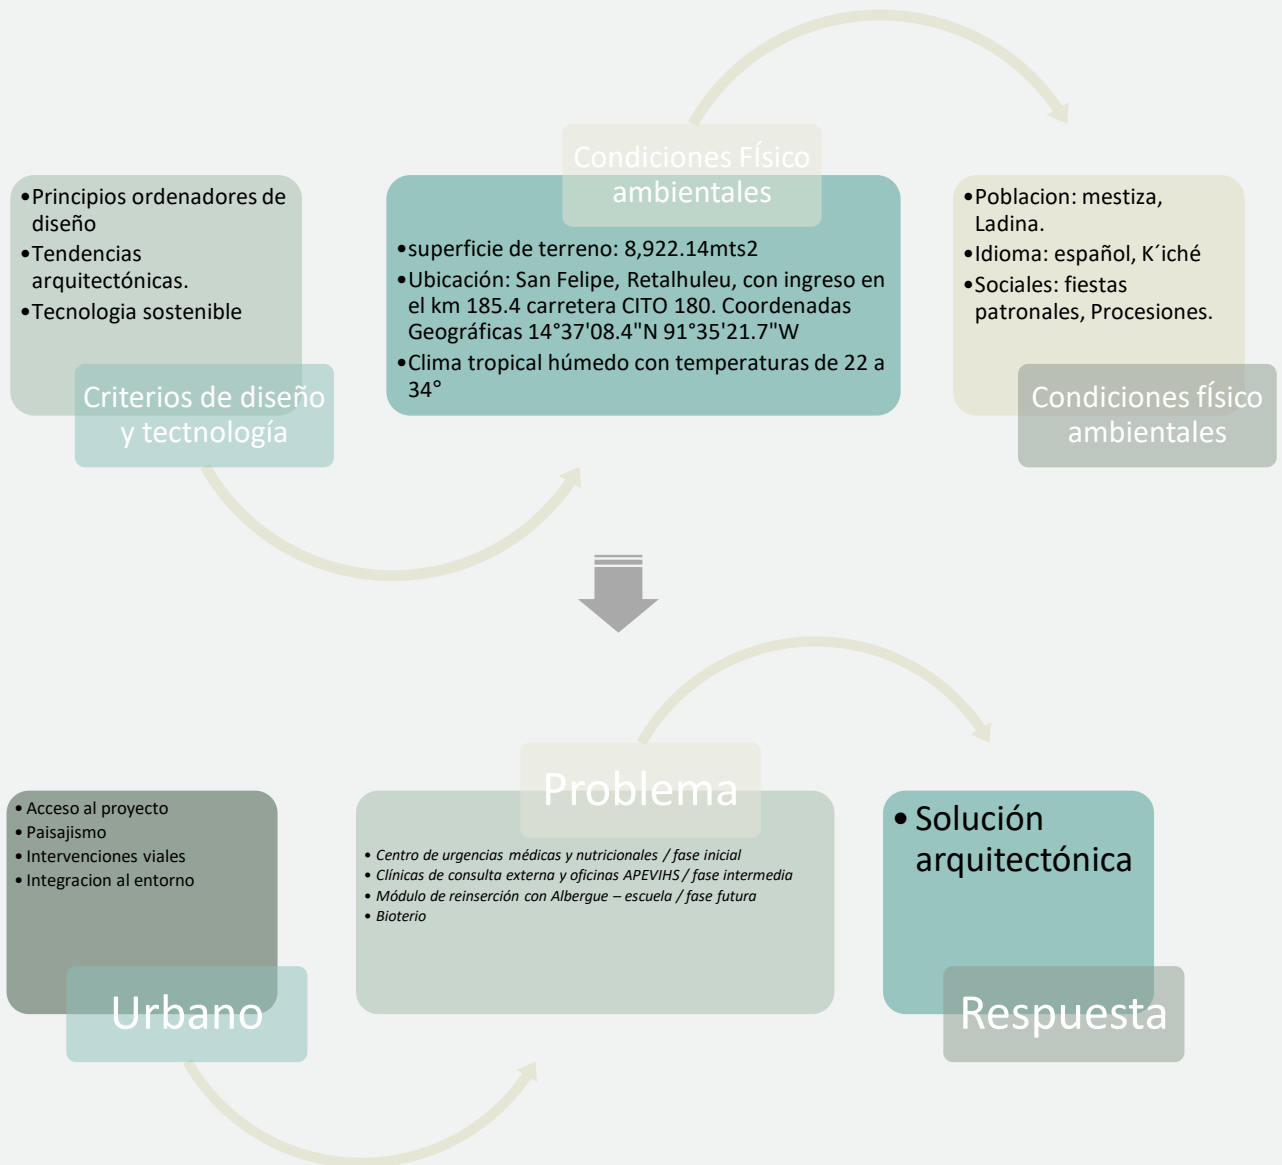 •Principios ordenadores de
diseño
•Tendencias
arquitectónicas.
•Tecnologia sostenible
Criterios de diseño
y tectnología
Condiciones FÍsico
ambientales
•superficie de terreno: 8,922.14mts2
•Ubicación: San Felipe, Retalhuleu, con ingreso en
el km 185.4 carretera CITO 180. Coordenadas
Geográficas 14°37'08.4"N 91°35'21.7"W
•Clima tropical húmedo con temperaturas de 22 a
34°
•Poblacion: mestiza,
Ladina.
•Idioma: español, K´iché
•Sociales: fiestas
patronales, Procesiones.
Condiciones fÍsico
ambientales
• Acceso al proyecto
• Paisajismo
• Intervenciones viales
• Integracion al entorno
Urbano
Problema
• Centro de urgencias médicas y nutricionales / fase inicial
• Clínicas de consulta externa y oficinas APEVIHS / fase intermedia
• Módulo de reinserción con Albergue – escuela / fase futura
• Bioterio
• Solución
arquitectónica
Respuesta